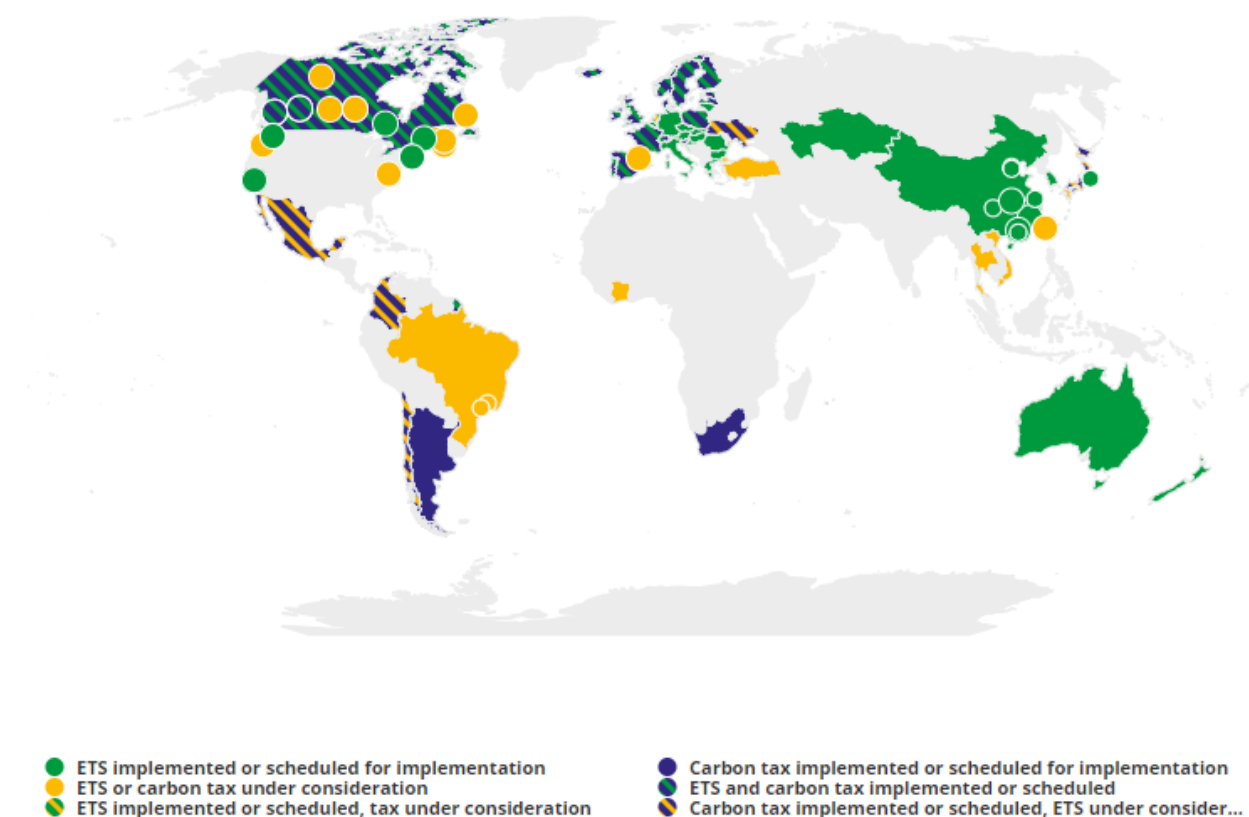 ETS implemented or scheduled for implementation
ETS or carbon tax under consideration
ETS implemented or scheduled, tax under consideration
Carbon tax implemented or scheduled for implementation
ETS and carbon tax implemented or scheduled
Carbon tax implemented or scheduled, ETS under consider...